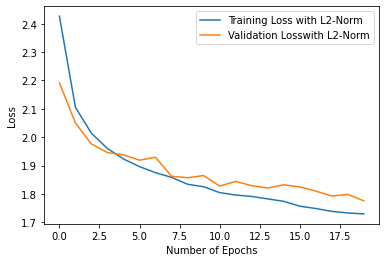 Training Loss with L2-Norm
Validation Losswith L2-Norm
2.4
2.3
2.2
2.1
2.0
1.9
1.8
1.7
Loss
0.0 2.5 5.0 7.5 10.0 12.5 15.0 17.5
Number of Epochs